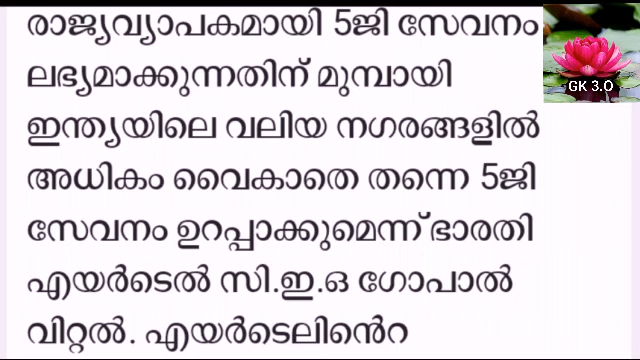 രാജ്യവ്യാപകമായി 5ജി സേവനം
ലഭ്യമാക്കുന്നതിന് മുമ്പായി
ഇന്ത്യയിലെ വലിയ നഗരങ്ങളിൽ
അധികം വൈകാതെ തന്നെ 5ജി
സേവനം ഉറപ്പാക്കുമെന്ന് ഭാരതി
എയർടെൽ സി.ഇ.ഒ ഗോപാൽ
വിറ്റൽ. എയർടെലിൻെറ
GK 3.O